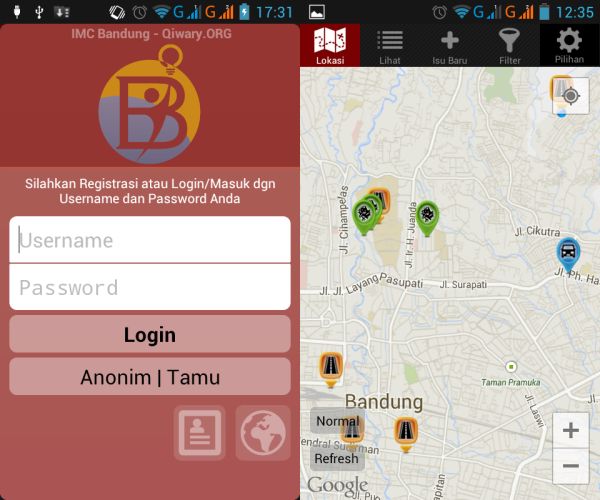 17:31
IMC Bandung - Qiwary.ORG
Silahkan Registrasi atau Login/Masuk dgn
Username dan Password Anda
Username
Password
Login
Anonim | Tamu
12:35
Lokasi
Lihat
Isu Baru
Filter
Pilihan
Jl. Cihampelas
Jl. Ir. H. Juanda
Jl. Cikutra
Jl. Ph. Ha
Jl. Jl. Layang Pasupati
Jl. Surapati
Taman Pramuka
Jl. Laswi
Bandung
Normal
endral Sudirman
Refresh
Google
+
-